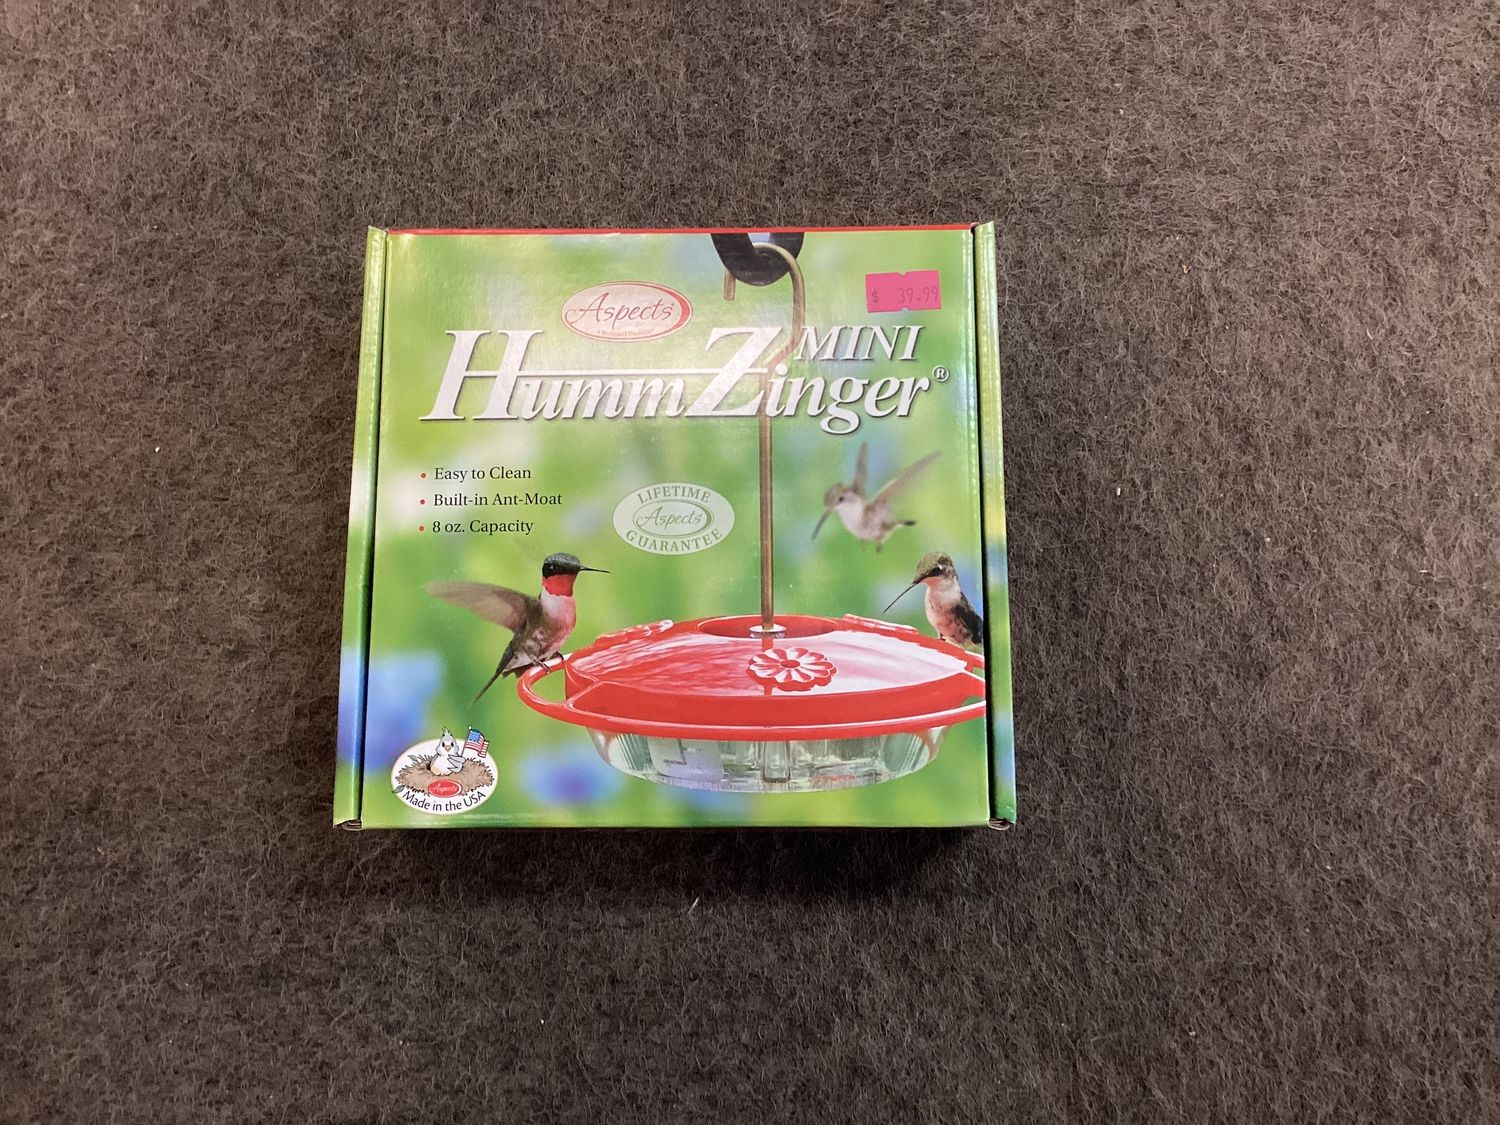 $ 39.99
Aspects®
MINI
HummZinger®
• Easy to Clean
• Built-in Ant-Moat
• 8 oz. Capacity
LIFETIME
Aspects
GUARANTEE
Aspects
Made in the USA